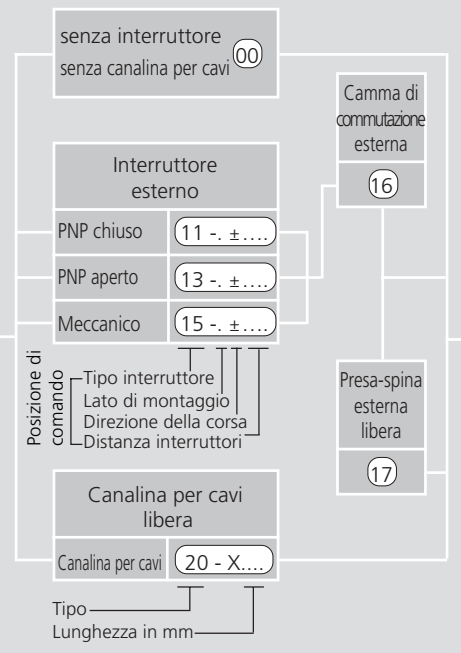 senza interruttore
senza canalina per cavi 00
Camma di
commutazione
esterna
16
Interruttore
esterno
PNP chiuso 11 -. ±....
PNP aperto 13 -. ±....
Meccanico 15 -. ±....
Posizione di
comando
Tipo interruttore
Lato di montaggio
Direzione della corsa
Distanza interruttori
Presa-spina
esterna
libera
17
Canalina per cavi
libera
Canalina per cavi 20 - X....
Tipo
Lunghezza in mm